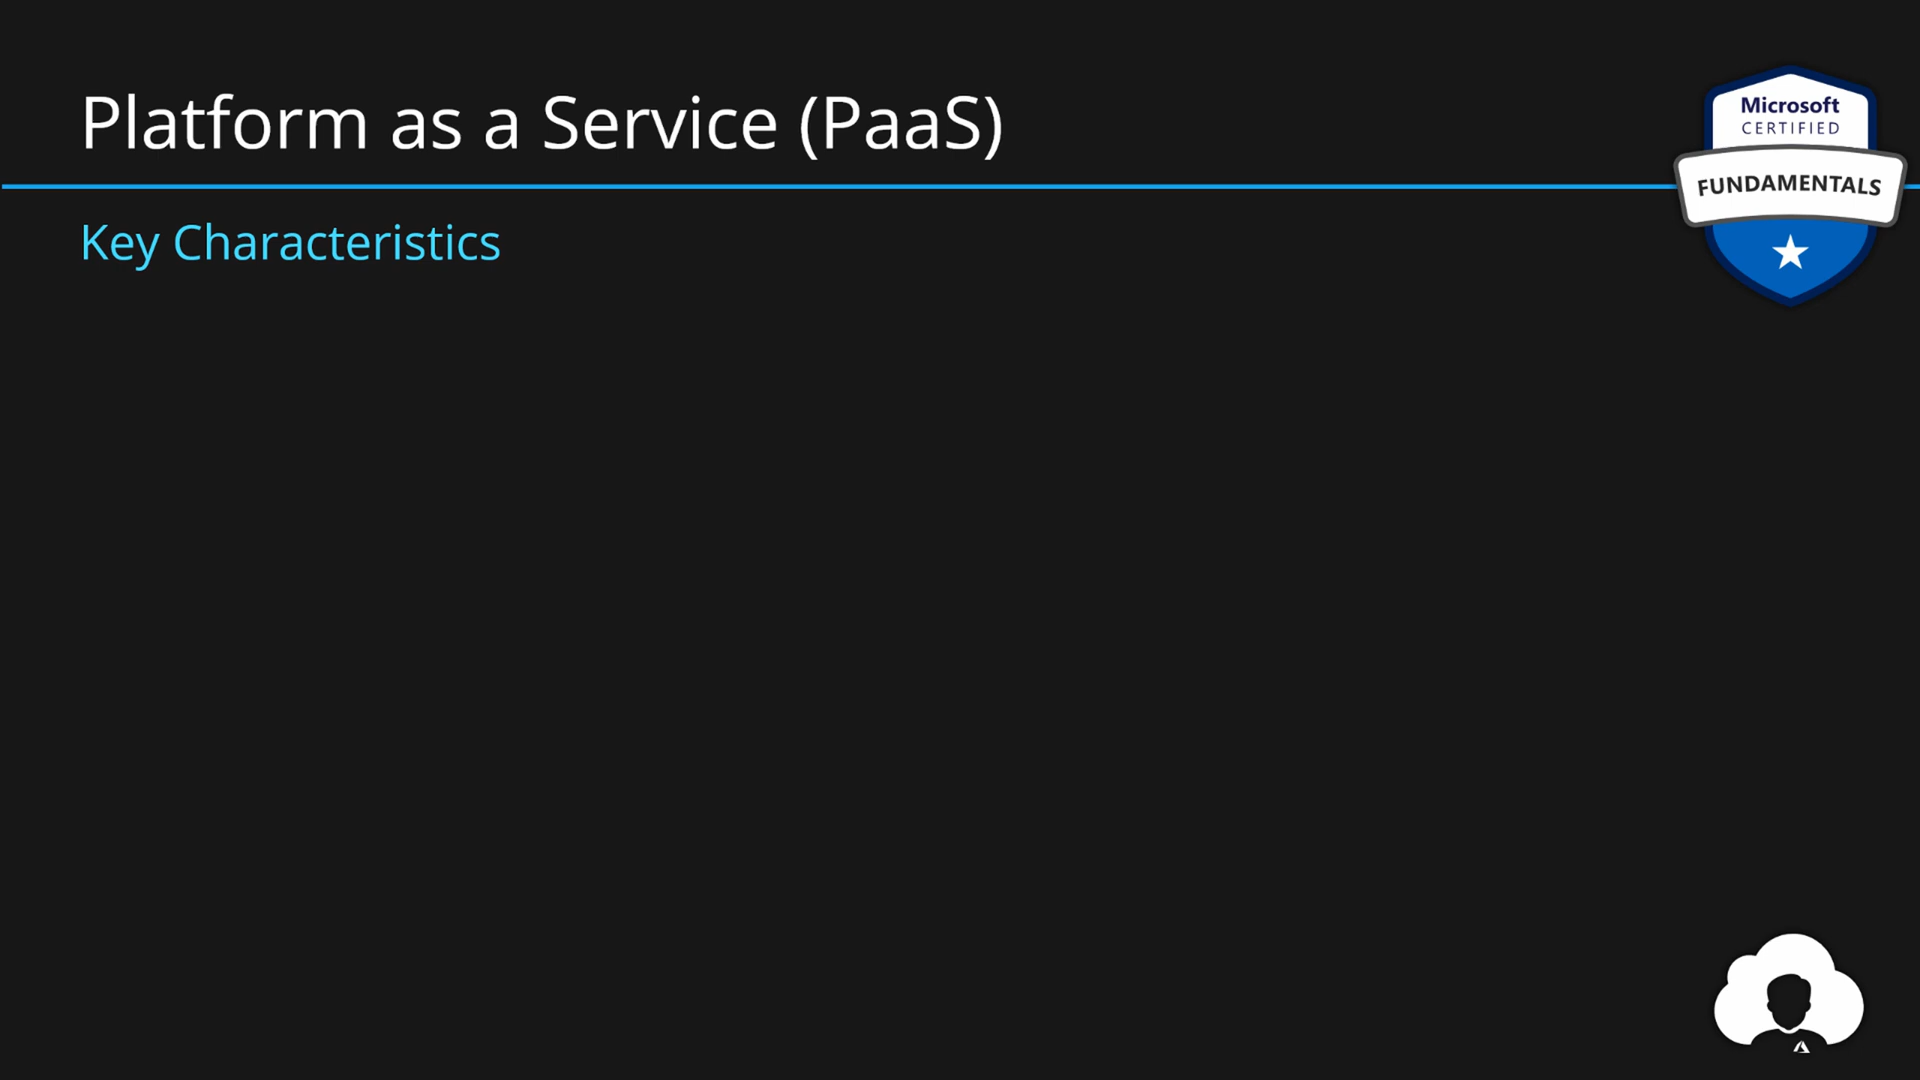 Platform as a Service (PaaS)
Key Characteristics
Microsoft
CERTIFIED
FUNDAMENTALS